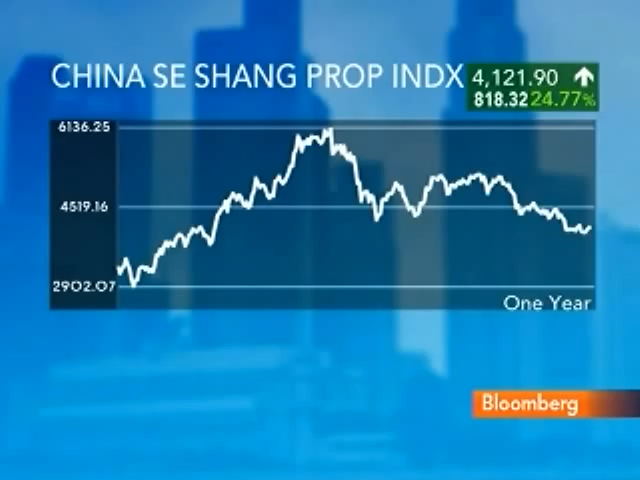 CHINA SE SHANG PROP INDX
4,121.90
818.32 24.77%
6136.25
4519.16
2902.07
One Year
Bloomberg